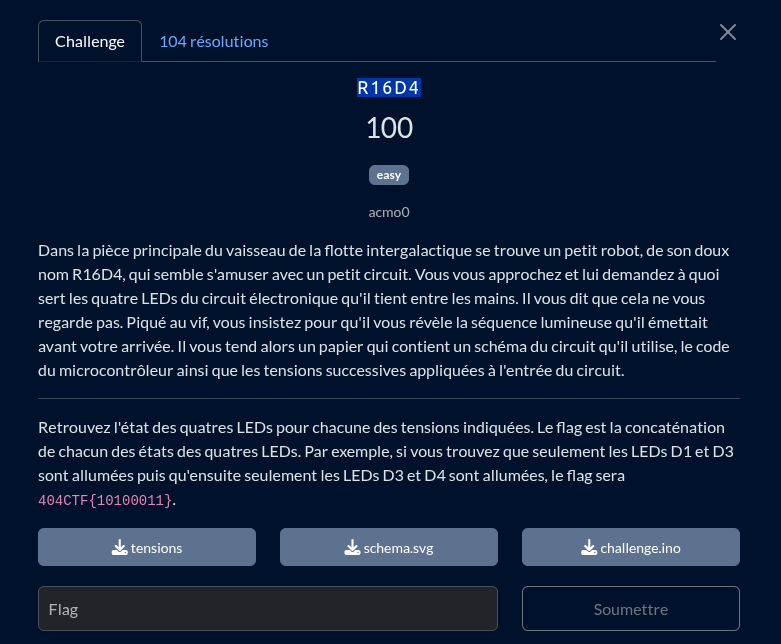 Challenge
104 résolutions
R16D4
100
easy
acmo0
Dans la pièce principale du vaisseau de la flotte intergalactique se trouve un petit robot, de son doux
nom R16D4, qui semble s'amuser avec un petit circuit. Vous vous approchez et lui demandez à quoi
sert les quatre LEDs du circuit électronique qu'il tient entre les mains. Il vous dit que cela ne vous
regarde pas. Piqué au vif, vous insistez pour qu'il vous révèle la séquence lumineuse qu'il émettait
avant votre arrivée. Il vous tend alors un papier qui contient un schéma du circuit qu'il utilise, le code
du microcontrôleur ainsi que les tensions successives appliquées à l'entrée du circuit.
Retrouvez l'état des quatres LEDs pour chacune des tensions indiquées. Le flag est la concaténation
de chacun des états des quatres LEDs. Par exemple, si vous trouvez que seulement les LEDs D1 et D3
sont allumées puis qu'ensuite seulement les LEDs D3 et D4 sont allumées, le flag sera
404CTF{10100011}.
tensions
schema.svg
challenge.ino
Flag
Soumettre